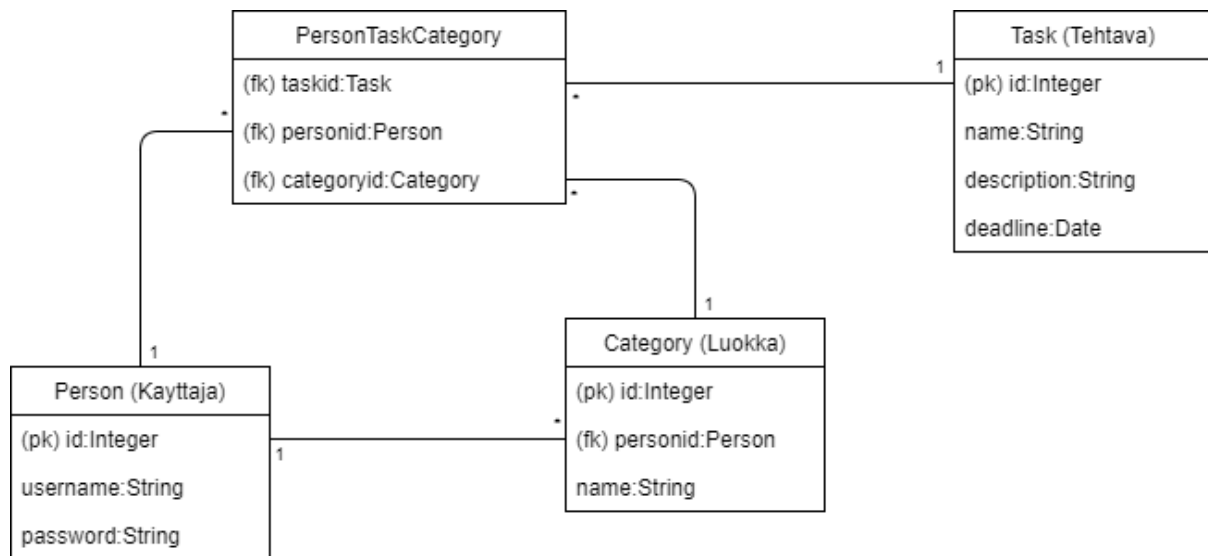 PersonTaskCategory
(fk) taskid:Task
(fk) personid:Person
(fk) categoryid:Category
Task (Tehtava)
(pk) id:Integer
name:String
description:String
deadline:Date
1
*
*
*
1
1
Category (Luokka)
(pk) id:Integer
(fk) personid:Person
name:String
Person (Kayttaja)
(pk) id:Integer
username:String
password:String
*
1